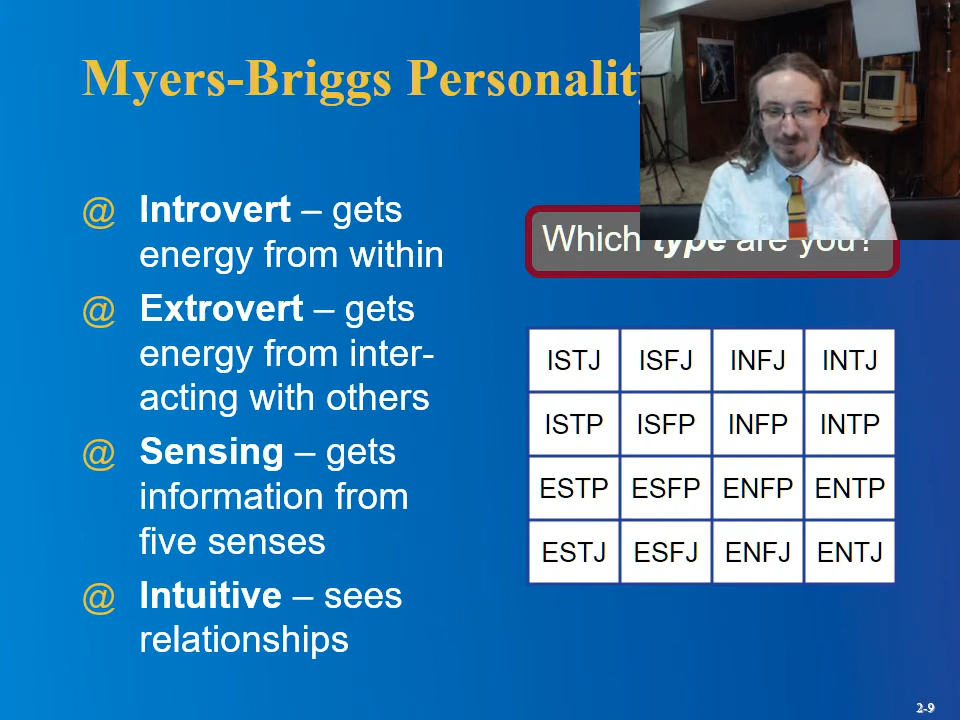 Myers-Briggs Personality
@ Introvert – gets
energy from within
@ Extrovert – gets
energy from inter-
acting with others
@ Sensing – gets
information from
five senses
@ Intuitive – sees
relationships
Which type are you?
ISTJ ISFJ INFJ INTJ
ISTP ISFP INFP INTP
ESTP ESFP ENFP ENTP
ESTJ ESFJ ENFJ ENTJ
2-9